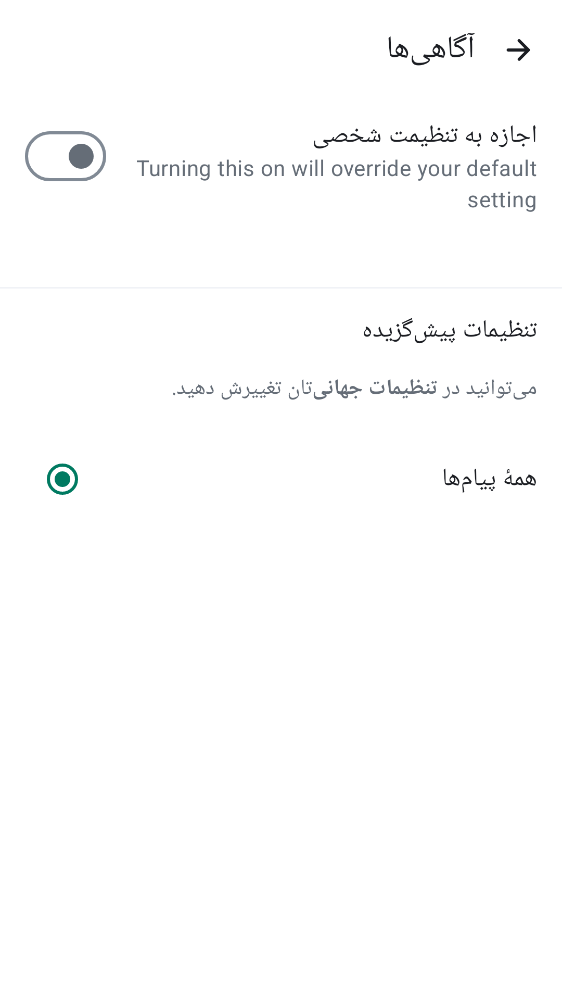 آگاهی‌ها
اجازه به تنظیمت شخصی
Turning this on will override your default
setting
تنظیمات پیش‌گزیده
می‌توانید در تنظیمات جهانی‌تان تغییرش دهید.
همهٔ پیام‌ها